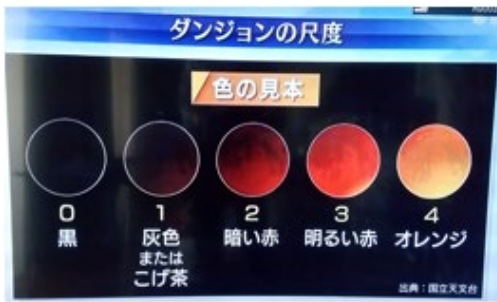 ダンジョンの尺度
色の見本
0 1 2 3 4
黒 灰色 暗い赤 明るい赤 オレンジ
または
こげ茶
出典：国立天文台